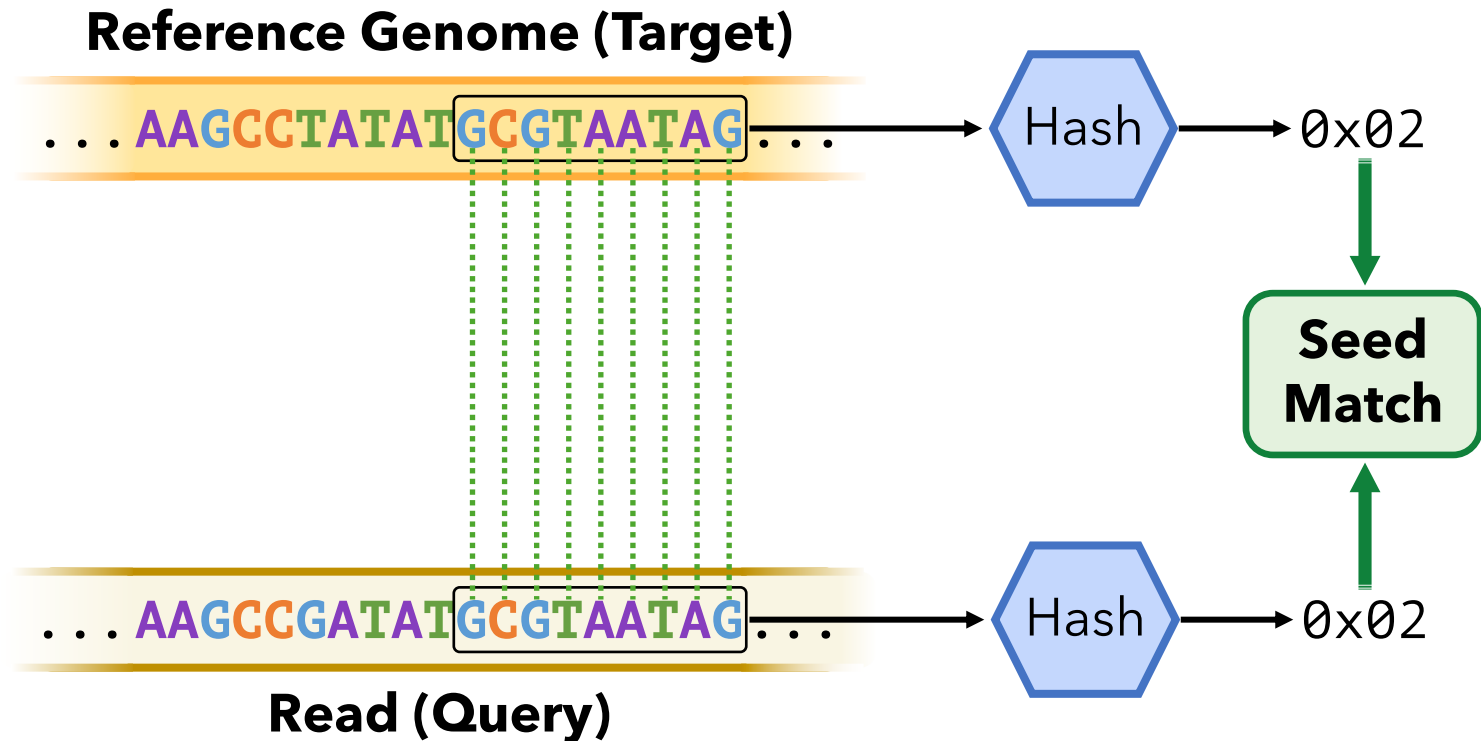 Reference Genome (Target)
...AAGCCTATATGCGTAATAG...
Hash
0x02
Seed
Match
...AAGCCGATATGCGTAATAG...
Hash
0x02
Read (Query)